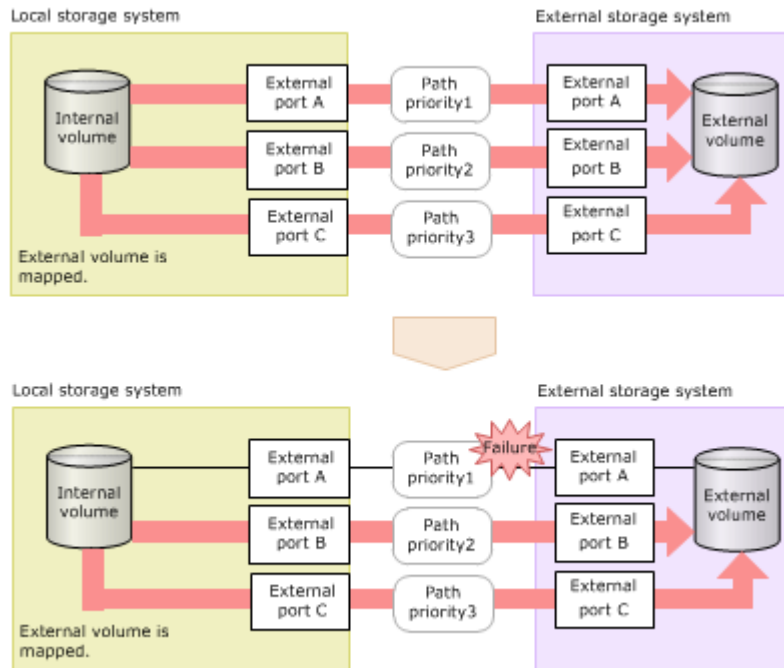 Local storage system
External storage system
Internal
volume
External
port A
Path
priority1
External
port A
External
volume
External
port B
Path
priority2
External
port B
External
port C
Path
priority3
External
port C
External volume is
mapped.
Local storage system
External storage system
Internal
volume
External
port A
Path
priority1
Failure
External
port A
External
volume
External
port B
Path
priority2
External
port B
External
port C
Path
priority3
External
port C
External volume is
mapped.